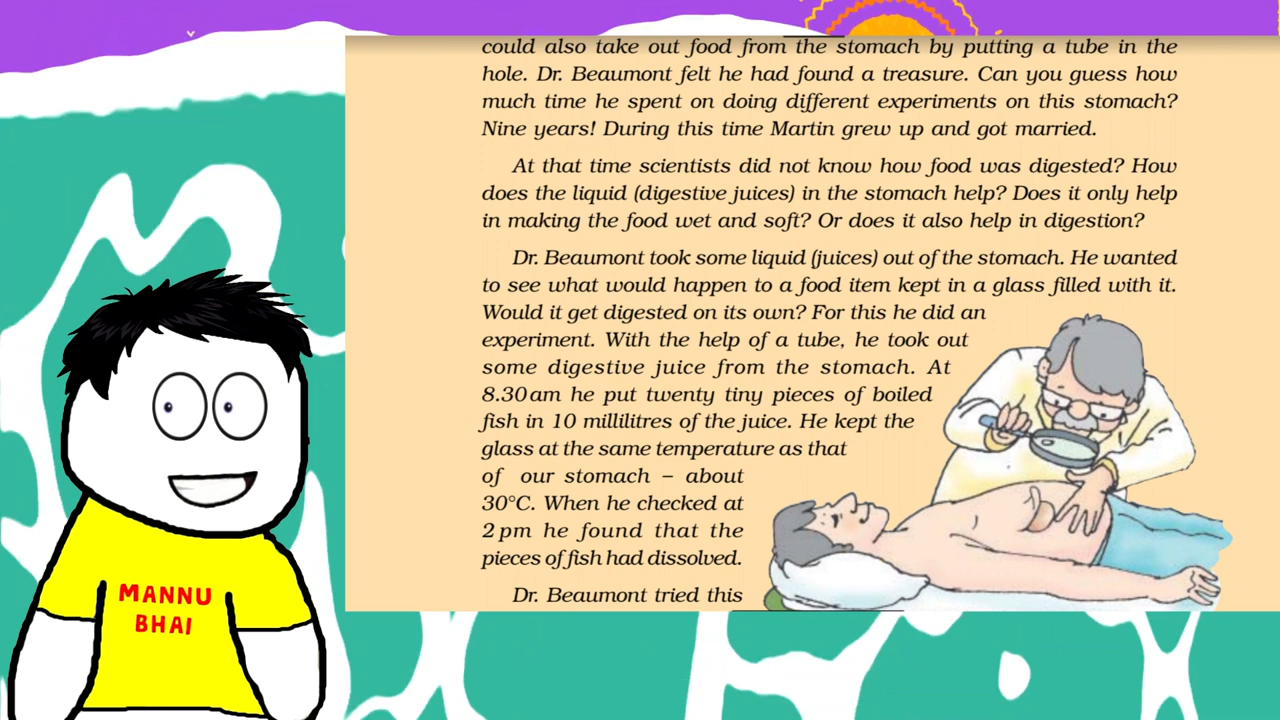 could also take out food from the stomach by putting a tube in the
hole. Dr. Beaumont felt he had found a treasure. Can you guess how
much time he spent on doing different experiments on this stomach?
Nine years! During this time Martin grew up and got married.
At that time scientists did not know how food was digested? How
does the liquid (digestive juices) in the stomach help? Does it only help
in making the food wet and soft? Or does it also help in digestion?
Dr. Beaumont took some liquid (juices) out of the stomach. He wanted
to see what would happen to a food item kept in a glass filled with it.
Would it get digested on its own? For this he did an
experiment. With the help of a tube, he took out
some digestive juice from the stomach. At
8.30 am he put twenty tiny pieces of boiled
fish in 10 millilitres of the juice. He kept the
glass at the same temperature as that
of our stomach – about
30°C. When he checked at
2 pm he found that the
pieces of fish had dissolved.
Dr. Beaumont tried this
MANNU
BHAI